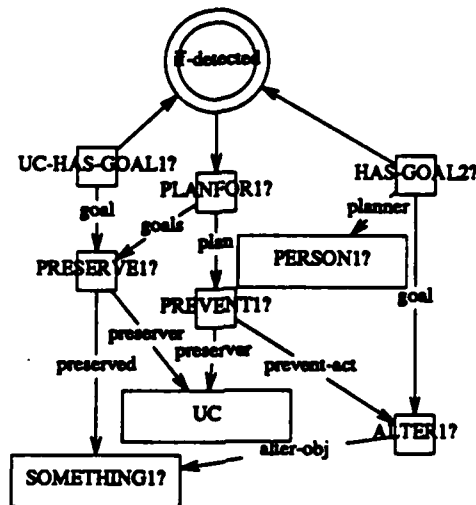 if-detected
UC-HAS-GOAL1?
PLANFOR1?
HAS-GOAL2?
goal
goals
plan
planner
PRESERVE1?
PERSON1?
goal
PREVENT1?
preserver
preserver
preserved
prevent-act
UC
ALTER1?
alter-obj
SOMETHING1?